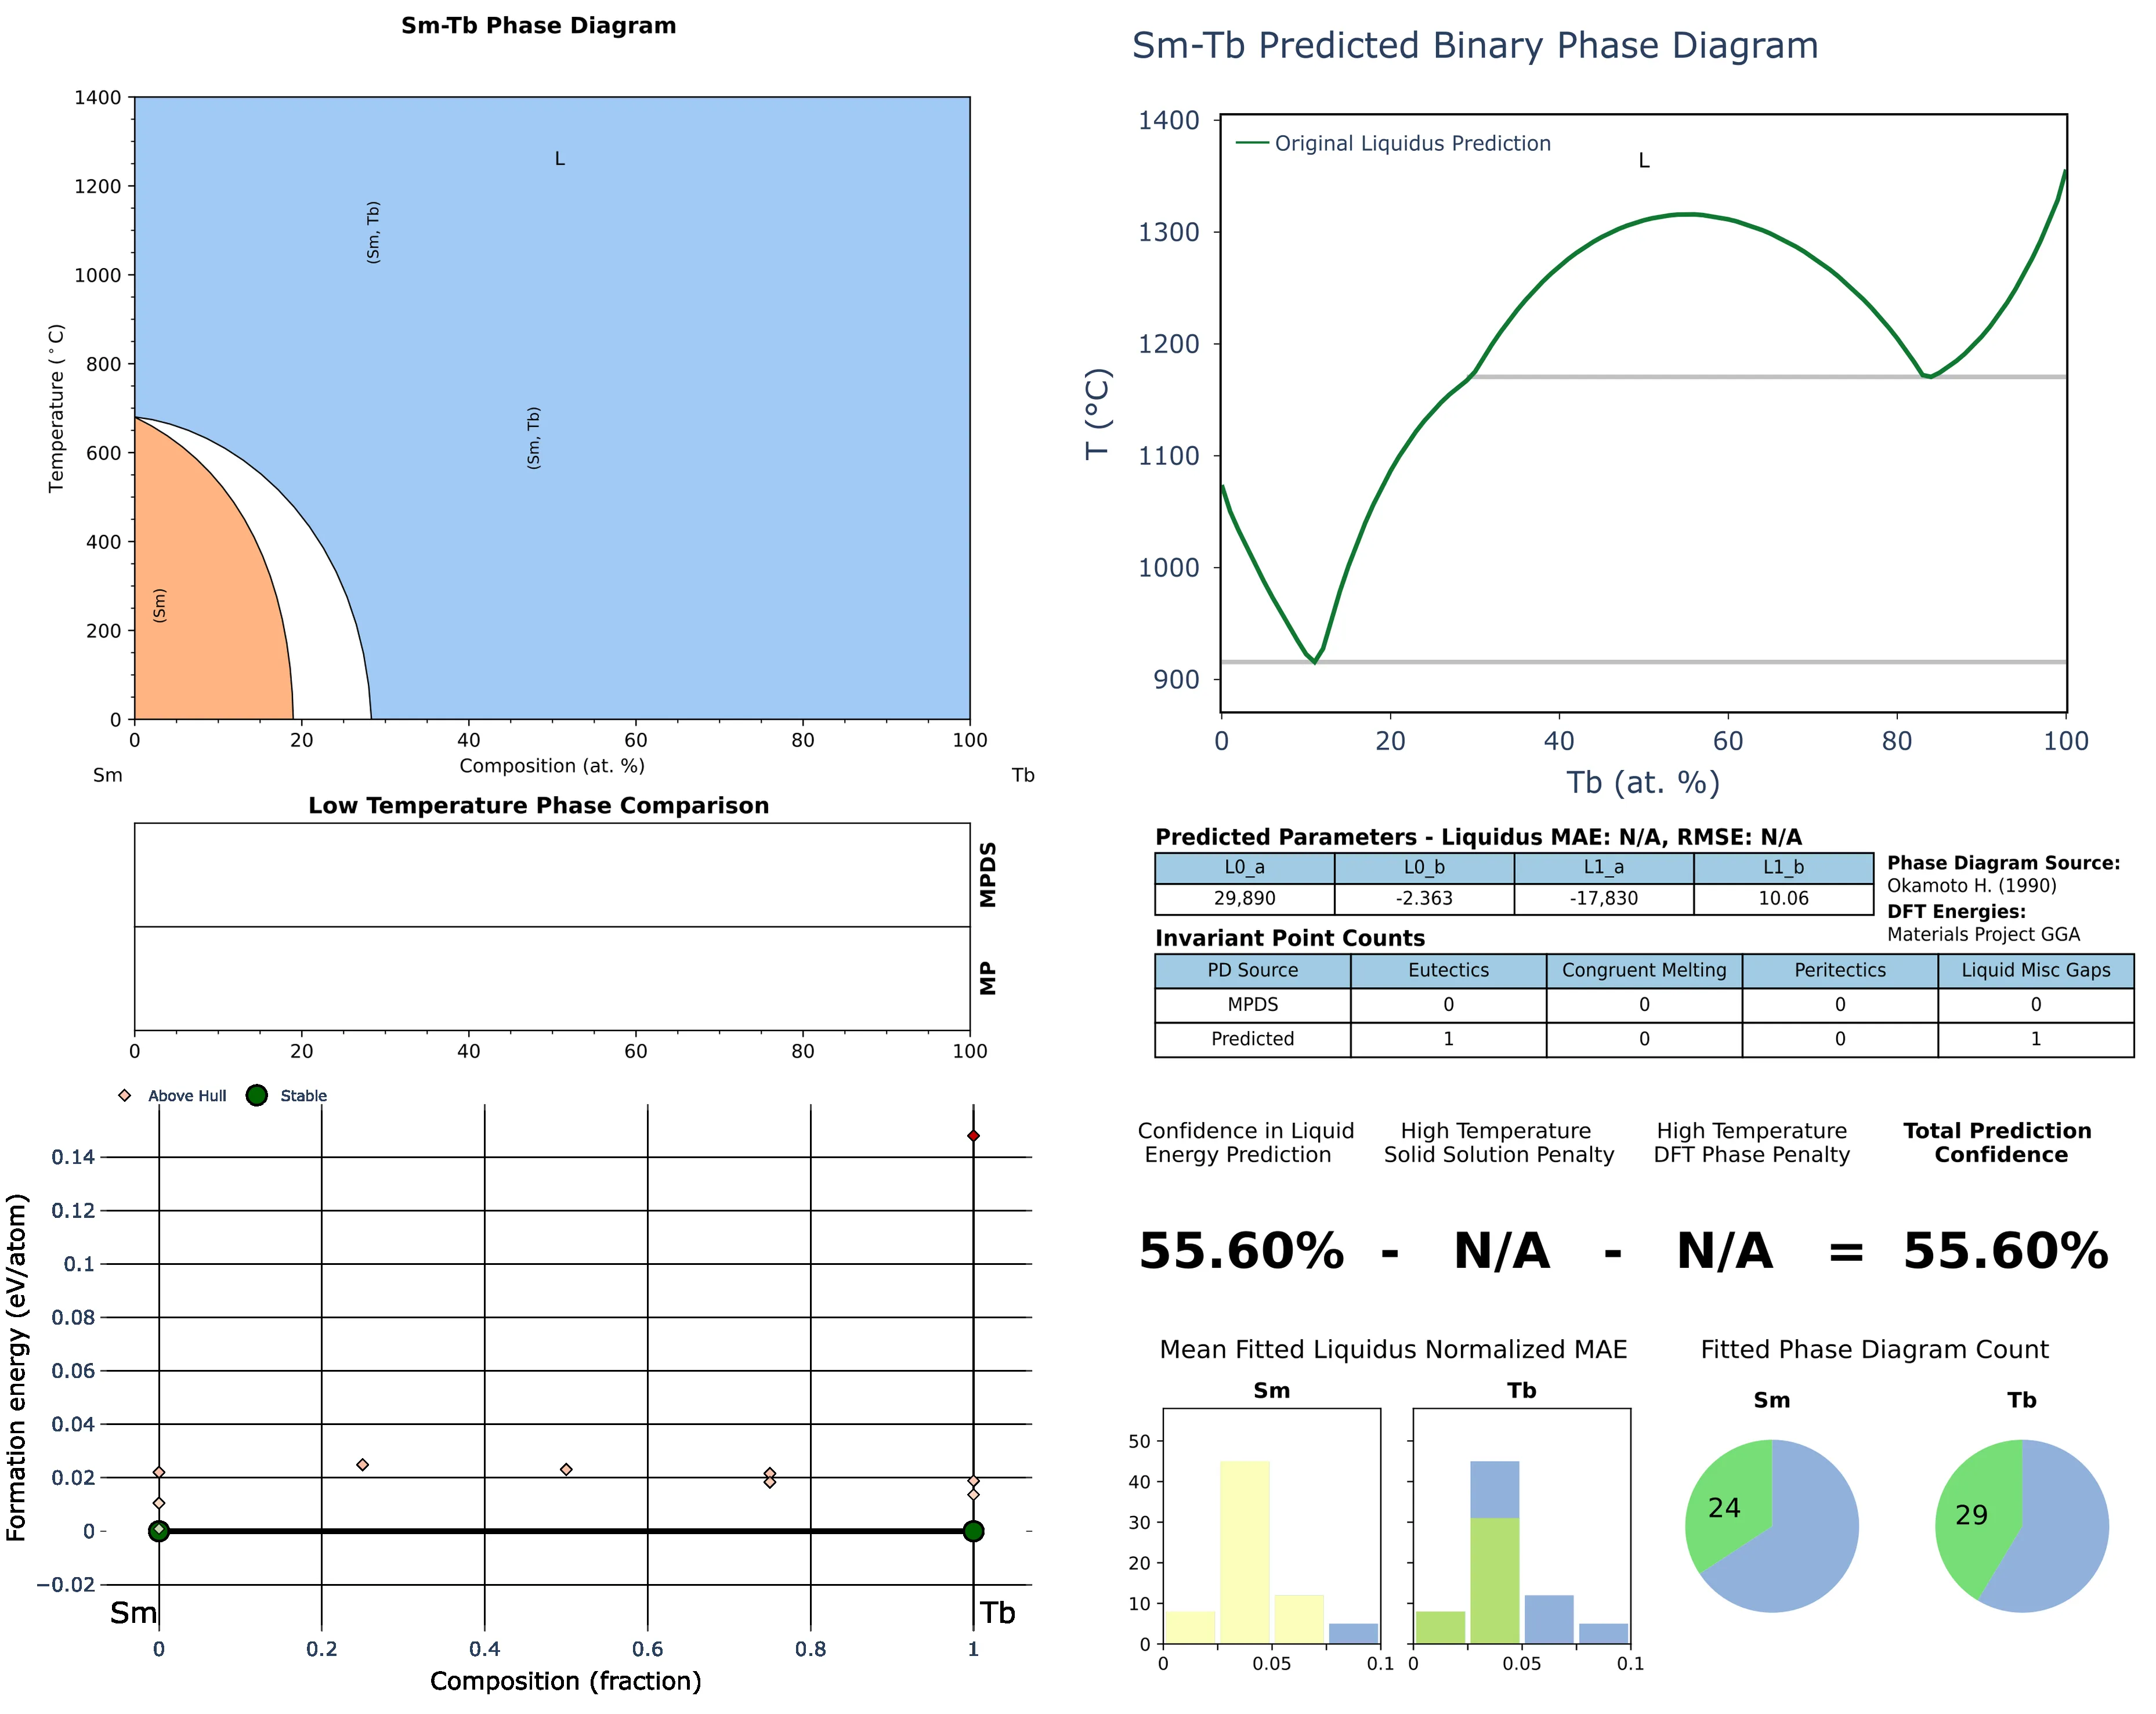 Sm-Tb Phase Diagram
1400
1200
1000
800
600
400
200
0
Temperature (°C)
L
(Sm, Tb)
(Sm, Tb)
(Sm)
0 20 40 60 80 100
Composition (at. %)
Sm Tb
Low Temperature Phase Comparison
MPDS
MP
0 20 40 60 80 100
Above Hull Stable
0.14
0.12
0.1
0.08
0.06
0.04
0.02
0
−0.02
Formation energy (eV/atom)
Sm Tb
0 0.2 0.4 0.6 0.8 1
Composition (fraction)
Sm-Tb Predicted Binary Phase Diagram
1400
1300
1200
1100
1000
900
T (°C)
Original Liquidus Prediction
L
0 20 40 60 80 100
Tb (at. %)
Predicted Parameters - Liquidus MAE: N/A, RMSE: N/A
L0_a L0_b L1_a L1_b
29,890 -2.363 -17,830 10.06
Phase Diagram Source:
Okamoto H. (1990)
DFT Energies:
Materials Project GGA
Invariant Point Counts
PD Source Eutectics Congruent Melting Peritectics Liquid Misc Gaps
MPDS 0 0 0 0
Predicted 1 0 0 1
Confidence in Liquid
Energy Prediction
High Temperature
Solid Solution Penalty
High Temperature
DFT Phase Penalty
Total Prediction
Confidence
55.60% - N/A - N/A = 55.60%
Mean Fitted Liquidus Normalized MAE
Sm
Tb
50
40
30
20
10
0
0 0.05 0.1
0 0.05 0.1
Fitted Phase Diagram Count
Sm
24
Tb
29